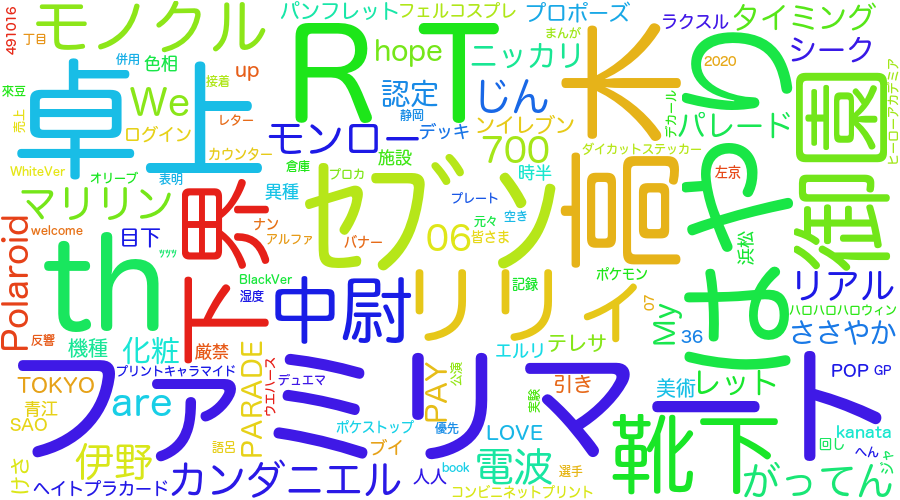 モノクル
RT
高木
はやり
御園
卓上
th
セブン
ファミリマート
下界
中尉
リリィ
靴下
パンフレット
フェルコスプレ
プロポーズ
まんが
ラクスル
タイミング
シーク
491016
丁目
併用
色相
接着
up
hope
ニッカリ
2020
來豆
売上
We
レター
認定
静岡
じん
デカール
パレード
ヒーローアカデミア
ログイン
モンロー
デッキ
ンイレブン
カウンター
倉庫
施設
700
ダイカットステッカー
WhiteVer
オリーブ
表明
異種
プロカ
プレート
時半
左京
マリリン
ナン
アルファ
バナー
06
皆さま
元々
空き
浜松
Polaroid
welcome
目下
ッッッ
BlackVer
湿度
記録
ポケモン
07
リアル
ハロハロハロウィン
My
36
ささやか
反響
機種
化粧
厳禁
エルリ
テレサ
プリントキャラマイド
PARADE
ウエハース
デュエマ
PAY
公演
実験
引き
美術
レット
POP
GP
TOKYO
青江
SAO
are
語呂
ポケストップ
ブイ
優先
LOVE
kanata
回し
シャ
へん
けさ
伊野
ヘイトプラカード
カンダニエル
人人
book
電波
選手
コンビニネットプリント
がってん